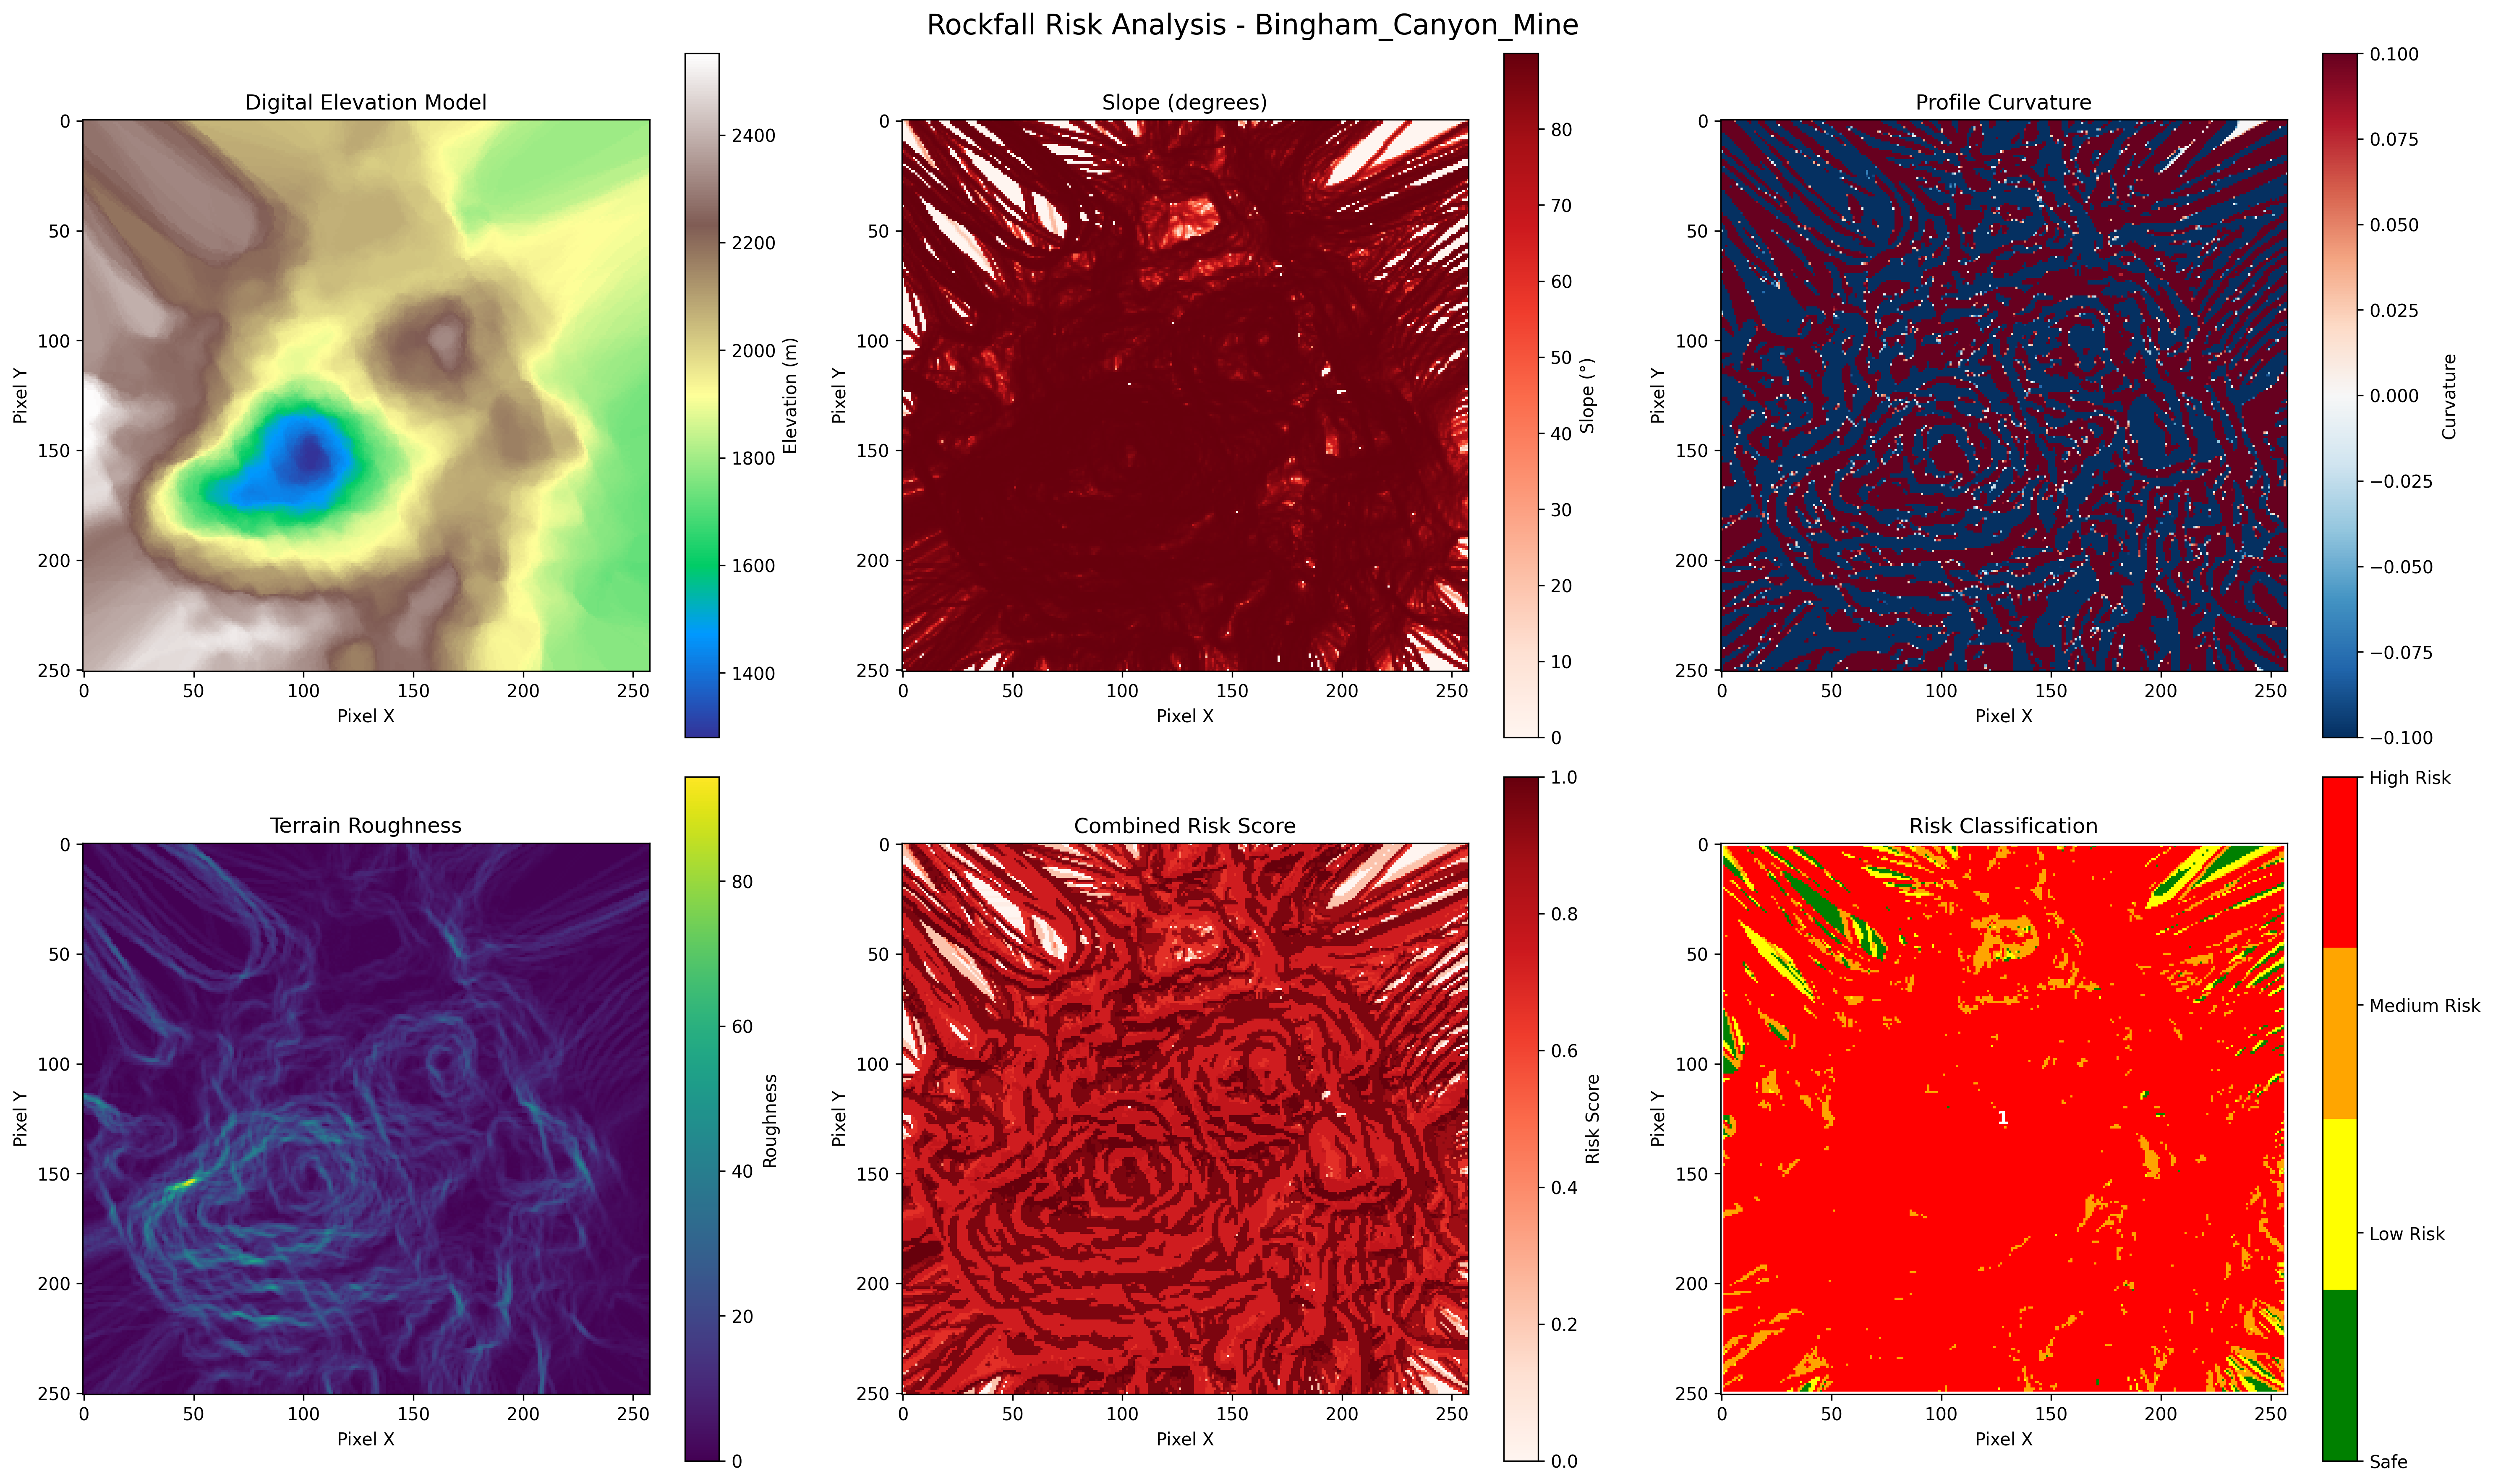 Rockfall Risk Analysis - Bingham_Canyon_Mine
Digital Elevation Model
0
50
100
150
200
250
Pixel Y
0 50 100 150 200 250
Pixel X
2400
2200
2000
1800
1600
1400
Elevation (m)
Slope (degrees)
0
50
100
150
200
250
Pixel Y
0 50 100 150 200 250
Pixel X
80
70
60
50
40
30
20
10
0
Slope (°)
Profile Curvature
0
50
100
150
200
250
Pixel Y
0 50 100 150 200 250
Pixel X
0.100
0.075
0.050
0.025
0.000
−0.025
−0.050
−0.075
−0.100
Curvature
Terrain Roughness
0
50
100
150
200
250
Pixel Y
0 50 100 150 200 250
Pixel X
80
60
40
20
0
Roughness
Combined Risk Score
0
50
100
150
200
250
Pixel Y
0 50 100 150 200 250
Pixel X
1.0
0.8
0.6
0.4
0.2
0.0
Risk Score
Risk Classification
0
50
100
150
200
250
Pixel Y
1
0 50 100 150 200 250
Pixel X
High Risk
Medium Risk
Low Risk
Safe